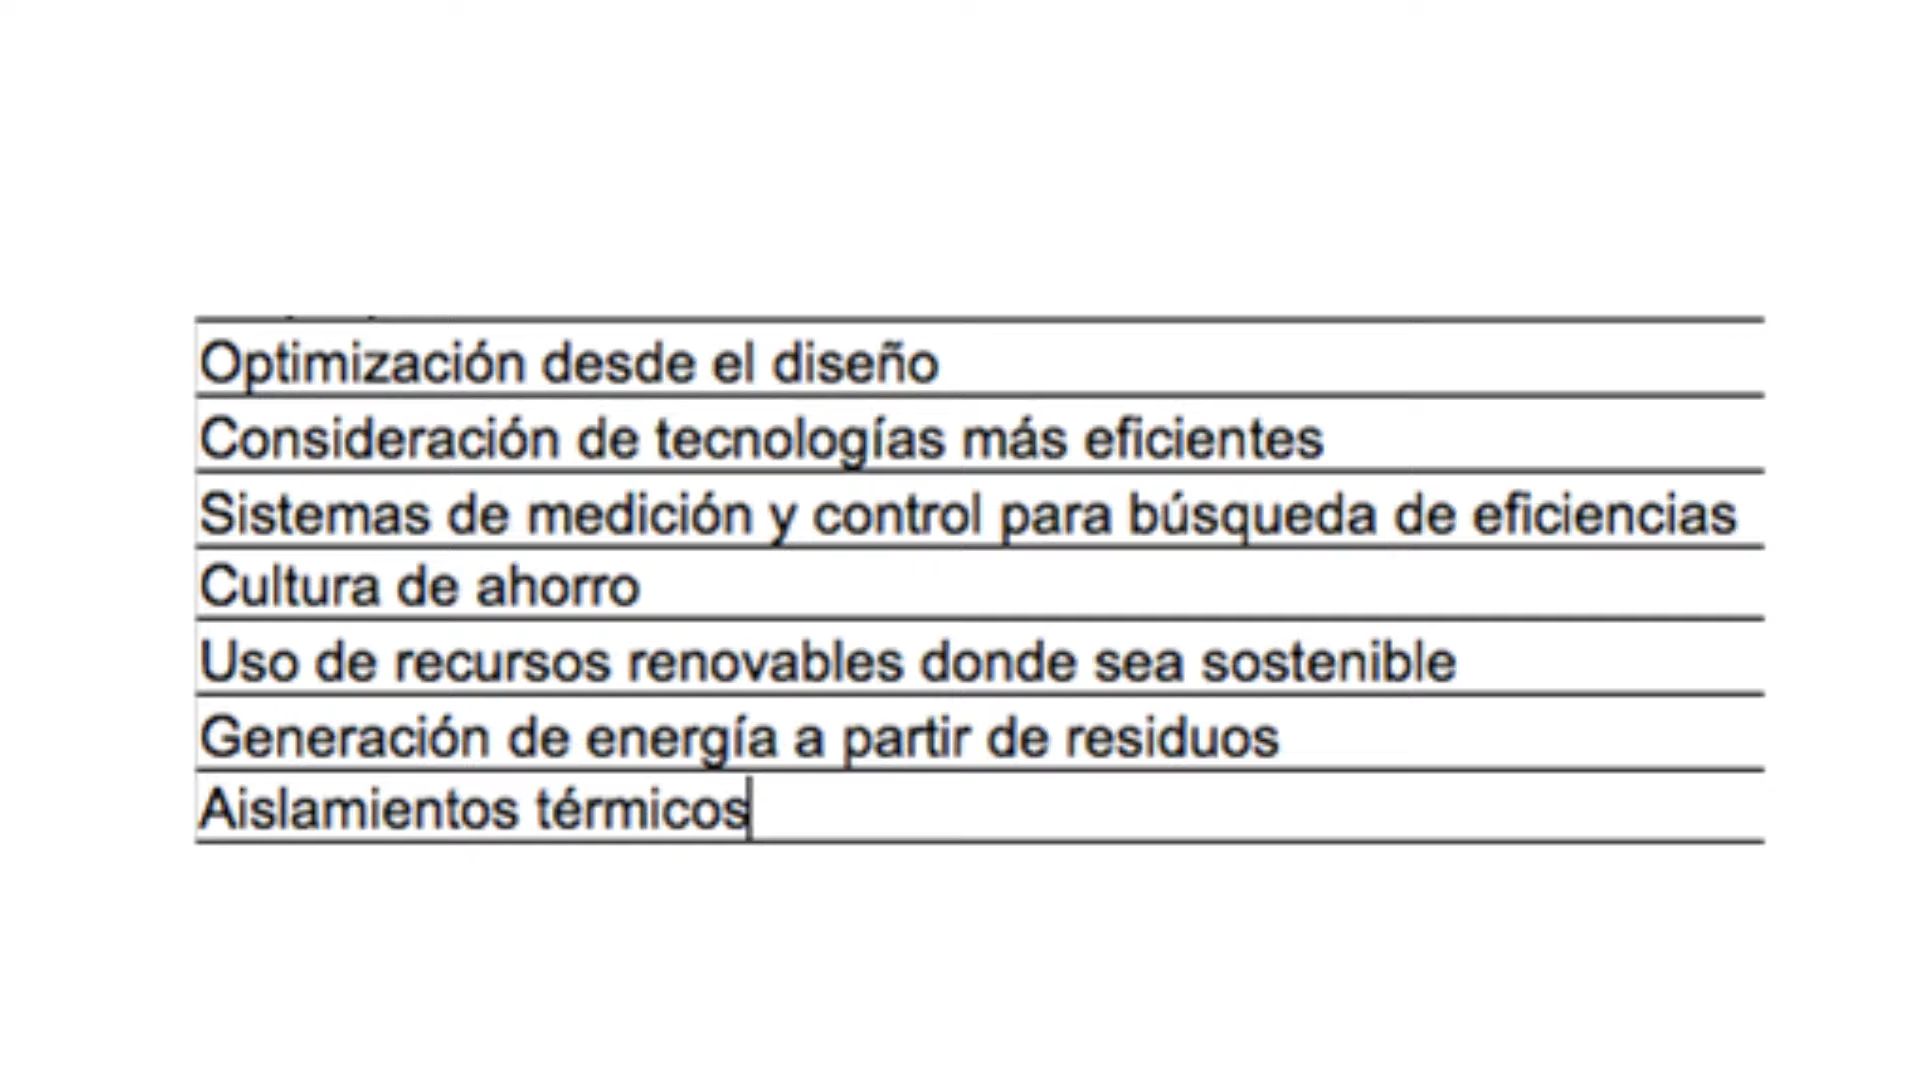 Optimización desde el diseño
Consideración de tecnologías más eficientes
Sistemas de medición y control para búsqueda de eficiencias
Cultura de ahorro
Uso de recursos renovables donde sea sostenible
Generación de energía a partir de residuos
Aislamientos térmicos